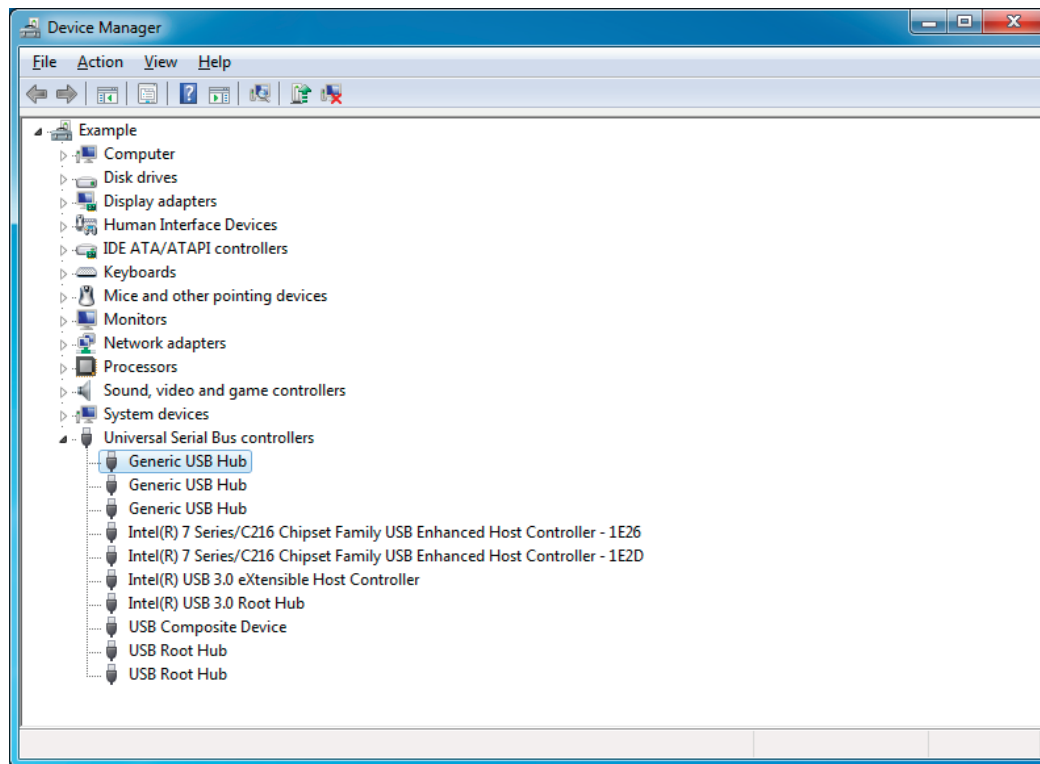 Device Manager
File Action View Help
Example
Computer
Disk drives
Display adapters
Human Interface Devices
IDE ATA/ATAPI controllers
Keyboards
Mice and other pointing devices
Monitors
Network adapters
Processors
Sound, video and game controllers
System devices
Universal Serial Bus controllers
Generic USB Hub
Generic USB Hub
Generic USB Hub
Intel(R) 7 Series/C216 Chipset Family USB Enhanced Host Controller - 1E26
Intel(R) 7 Series/C216 Chipset Family USB Enhanced Host Controller - 1E2D
Intel(R) USB 3.0 eXtensible Host Controller
Intel(R) USB 3.0 Root Hub
USB Composite Device
USB Root Hub
USB Root Hub